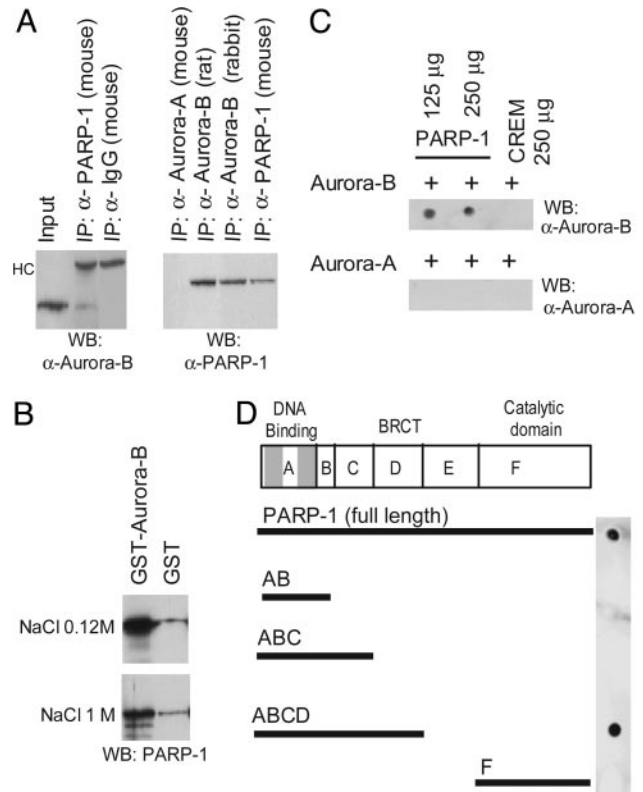 A
IP: α- PARP-1 (mouse)
IP: α- IgG (mouse)
Input
HC
WB:
α-Aurora-B
IP: α- Aurora-A (mouse)
IP: α- Aurora-B (rat)
IP: α- Aurora-B (rabbit)
IP: α- PARP-1 (mouse)
WB:
α-PARP-1
B
GST-Aurora-B
GST
NaCl 0.12M
NaCl 1 M
WB: PARP-1
C
125 µg
250 µg
PARP-1
CREM
250 µg
Aurora-B + + +
WB:
α-Aurora-B
Aurora-A + + +
WB:
α-Aurora-A
D
DNA
Binding
BRCT
Catalytic
domain
A B C D E F
PARP-1 (full length)
AB
ABC
ABCD
F